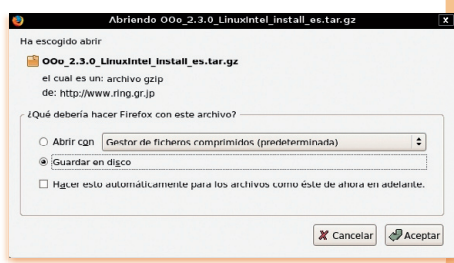 Abriendo OOo_2.3.0_LinuxIntel_install_es.tar.gz
Ha escogido abrir
OOo_2.3.0_LinuxIntel_install_es.tar.gz
el cual es un: archivo gzip
de: http://www.ring.gr.jp
¿Qué debería hacer Firefox con este archivo?
Abrir con Gestor de ficheros comprimidos (predeterminada)
Guardar en disco
Hacer esto automáticamente para los archivos como éste de ahora en adelante.
Cancelar Aceptar